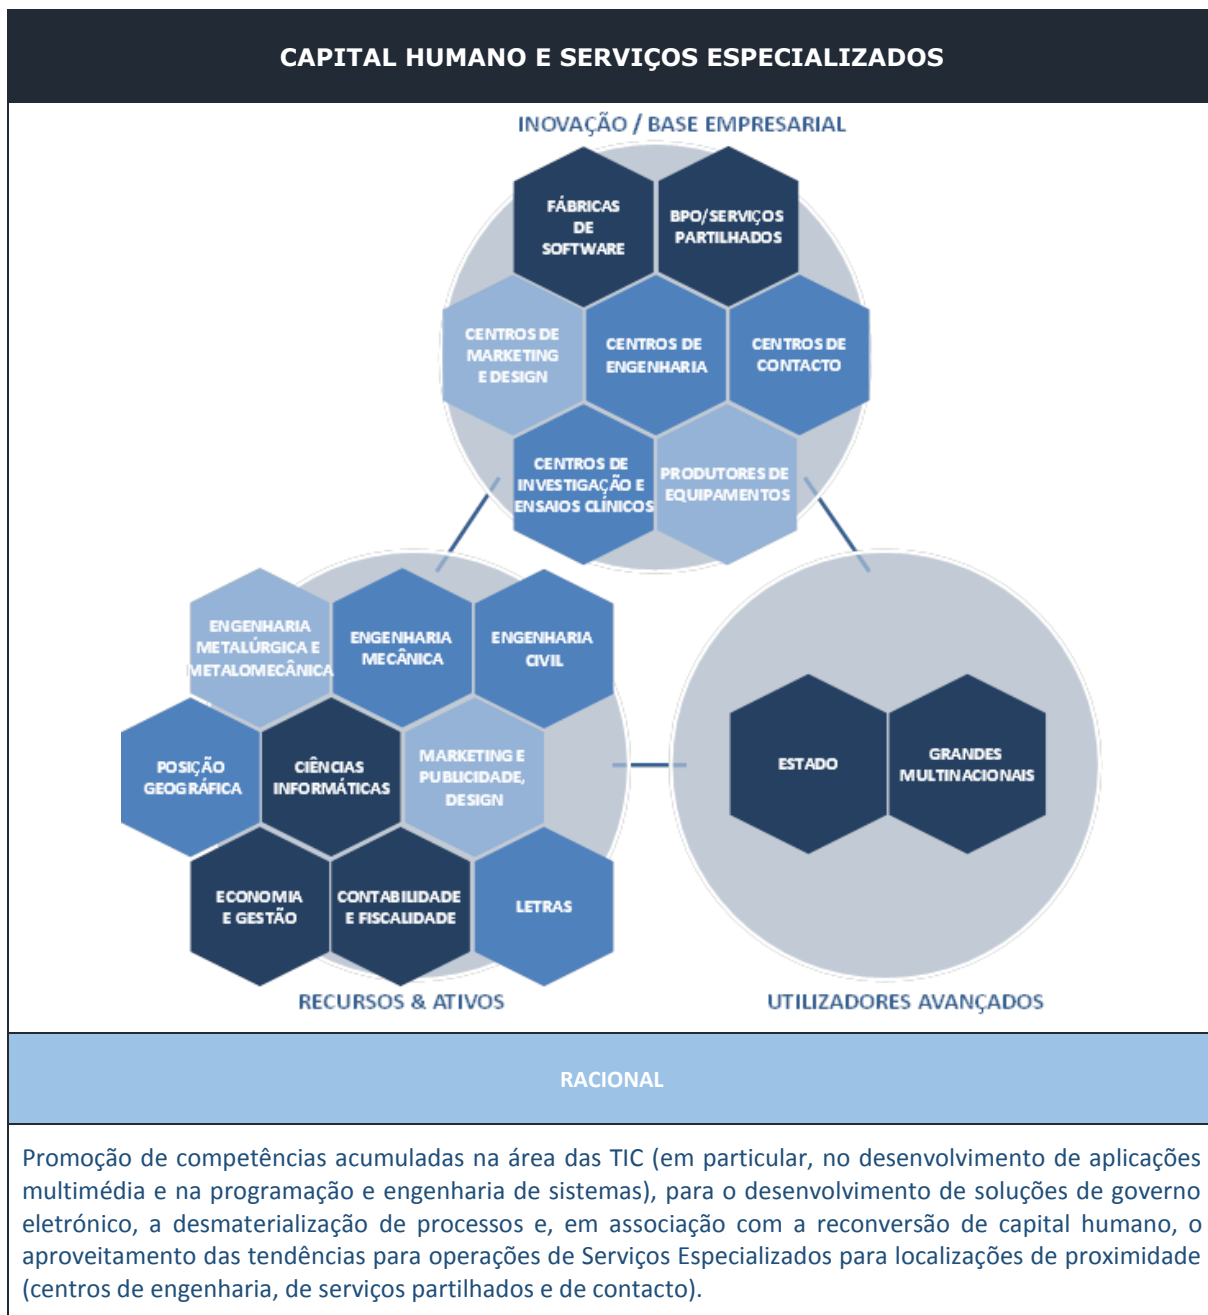 CAPITAL HUMANO E SERVIÇOS ESPECIALIZADOS
INOVAÇÃO / BASE EMPRESARIAL
FÁBRICAS
DE
SOFTWARE
BPO/SERVIÇOS
PARTILHADOS
CENTROS DE
MARKETING
E DESIGN
CENTROS DE
ENGENHARIA
CENTROS DE
CONTACTO
CENTROS DE
INVESTIGAÇÃO E
ENSAIOS CLÍNICOS
PRODUTORES DE
EQUIPAMENTOS
ENGENHARIA
METALÚRGICA E
METALOMECÂNICA
ENGENHARIA
MECÂNICA
ENGENHARIA
CIVIL
POSIÇÃO
GEOGRÁFICA
CIÊNCIAS
INFORMÁTICAS
MARKETING E
PUBLICIDADE,
DESIGN
ECONOMIA
E GESTÃO
CONTABILIDADE
E FISCALIDADE
LETRAS
ESTADO
GRANDES
MULTINACIONAIS
RECURSOS & ATIVOS
UTILIZADORES AVANÇADOS
RACIONAL
Promoção de competências acumuladas na área das TIC (em particular, no desenvolvimento de aplicações
multimédia e na programação e engenharia de sistemas), para o desenvolvimento de soluções de governo
eletrónico, a desmaterialização de processos e, em associação com a reconversão de capital humano, o
aproveitamento das tendências para operações de Serviços Especializados para localizações de proximidade
(centros de engenharia, de serviços partilhados e de contacto).